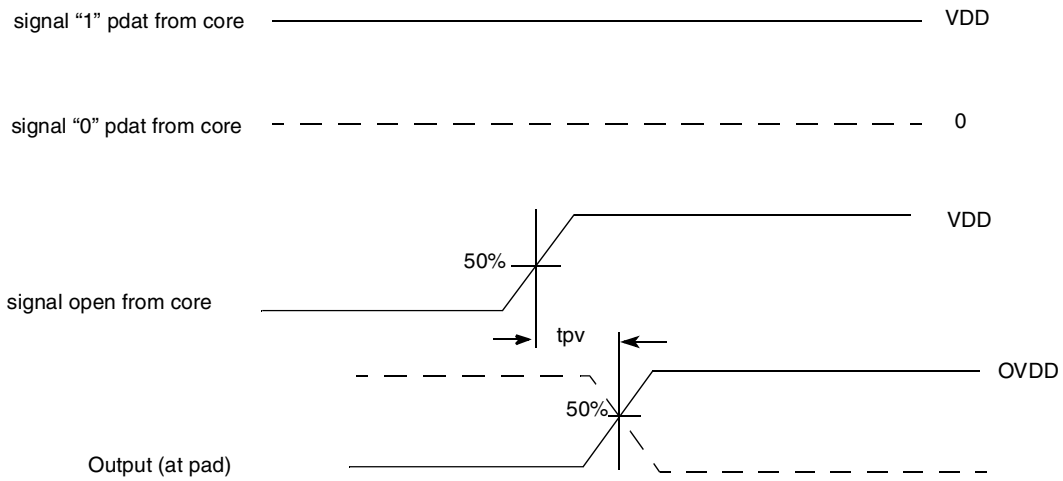 signal “1” pdat from core
VDD
signal “0” pdat from core
0
VDD
50%
signal open from core
tpv
OVDD
50%
Output (at pad)